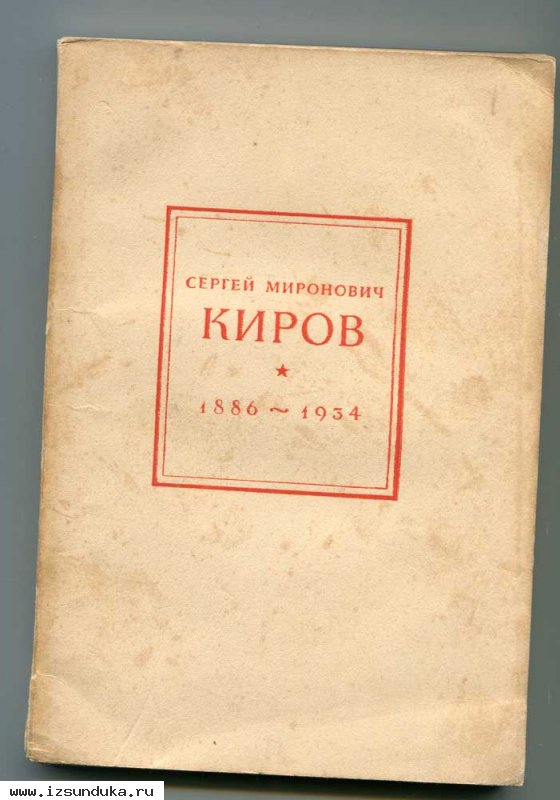 СЕРГЕЙ МИРОНОВИЧ
КИРОВ
★
1886 ~ 1934
www.izsunduka.ru